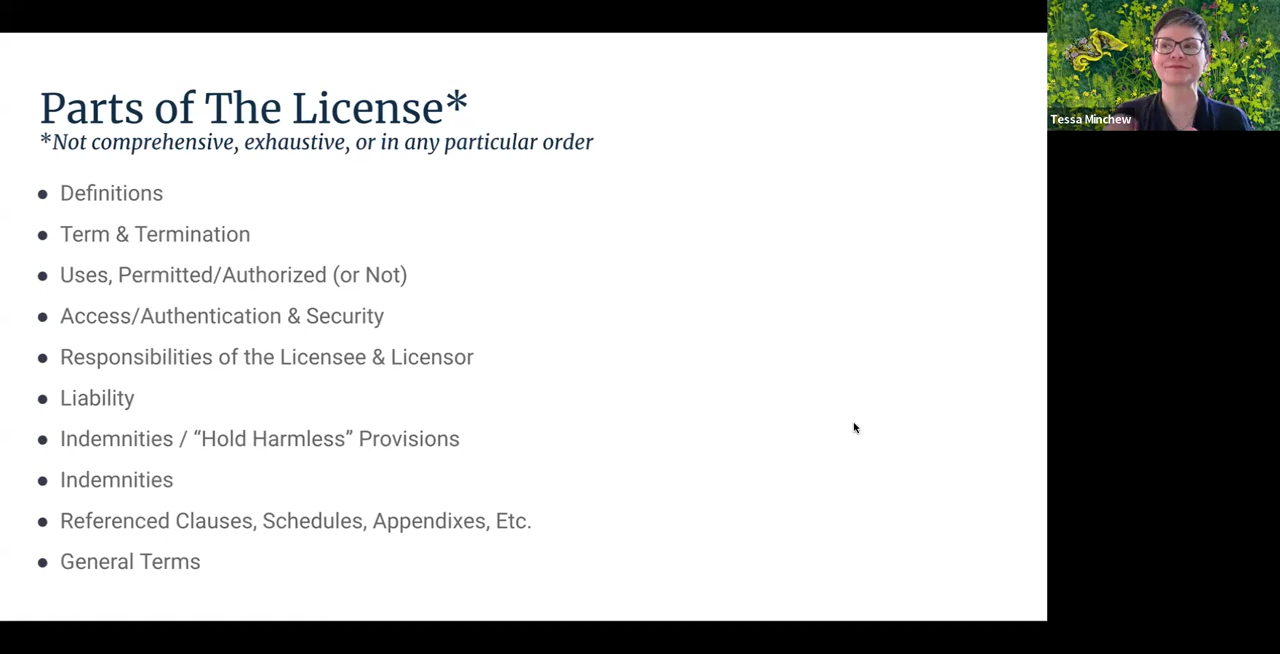 Parts of The License*
*Not comprehensive, exhaustive, or in any particular order
● Definitions
● Term & Termination
● Uses, Permitted/Authorized (or Not)
● Access/Authentication & Security
● Responsibilities of the Licensee & Licensor
● Liability
● Indemnities / “Hold Harmless” Provisions
● Indemnities
● Referenced Clauses, Schedules, Appendixes, Etc.
● General Terms
Tessa Minchew